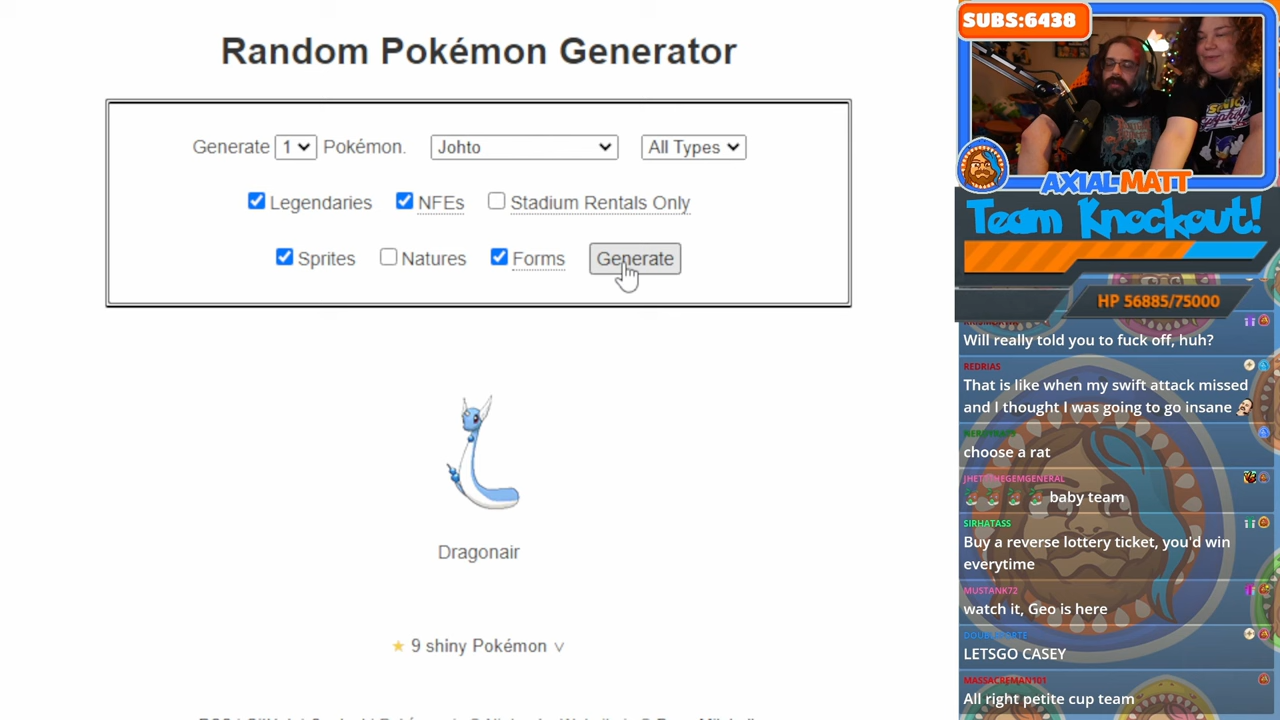 Random Pokémon Generator
Generate 1 Pokémon. Johto All Types
Legendaries NFEs Stadium Rentals Only
Sprites Natures Forms Generate
Dragonair
★ 9 shiny Pokémon
SUBS:6438
AXIALMATT
Team Knockout!
HP 56885/75000
Will really told you to fuck off, huh?
REDRIAS
That is like when my swift attack missed
and I thought I was going to go insane
choose a rat
baby team
SIRHATASS
Buy a reverse lottery ticket, you'd win
everytime
MUSTANK72
watch it, Geo is here
LETSGO CASEY
MASSACREMAN101
All right petite cup team